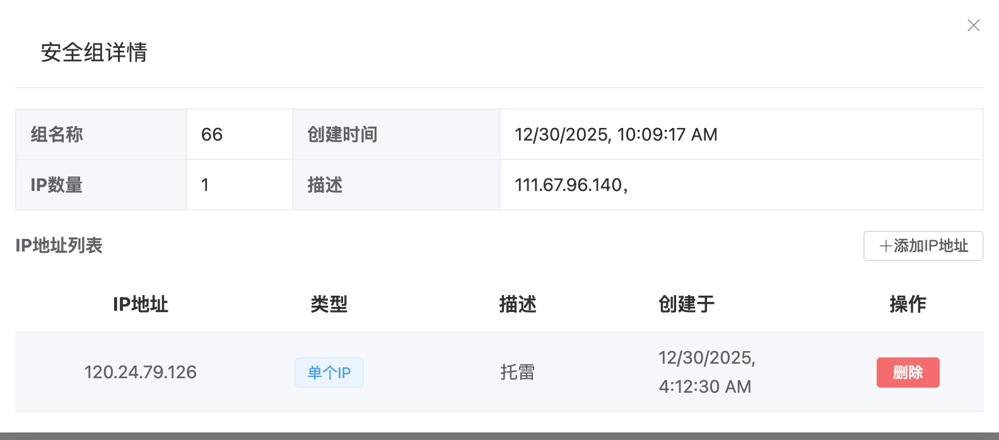 安全组详情
组名称 66 创建时间 12/30/2025, 10:09:17 AM
IP数量 1 描述 111.67.96.140，
IP地址列表 +添加IP地址
IP地址 类型 描述 创建于 操作
120.24.79.126 单个IP 托雷 12/30/2025, 删除
4:12:30 AM